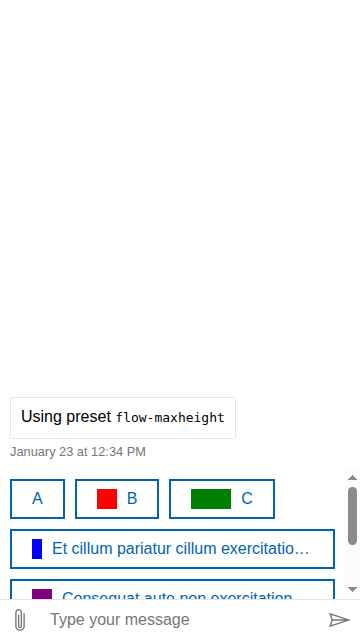 Using preset flow-maxheight
January 23 at 12:34 PM
A
B
C
Et cillum pariatur cillum exercitatio…
Consequat aute non exercitation
Type your message